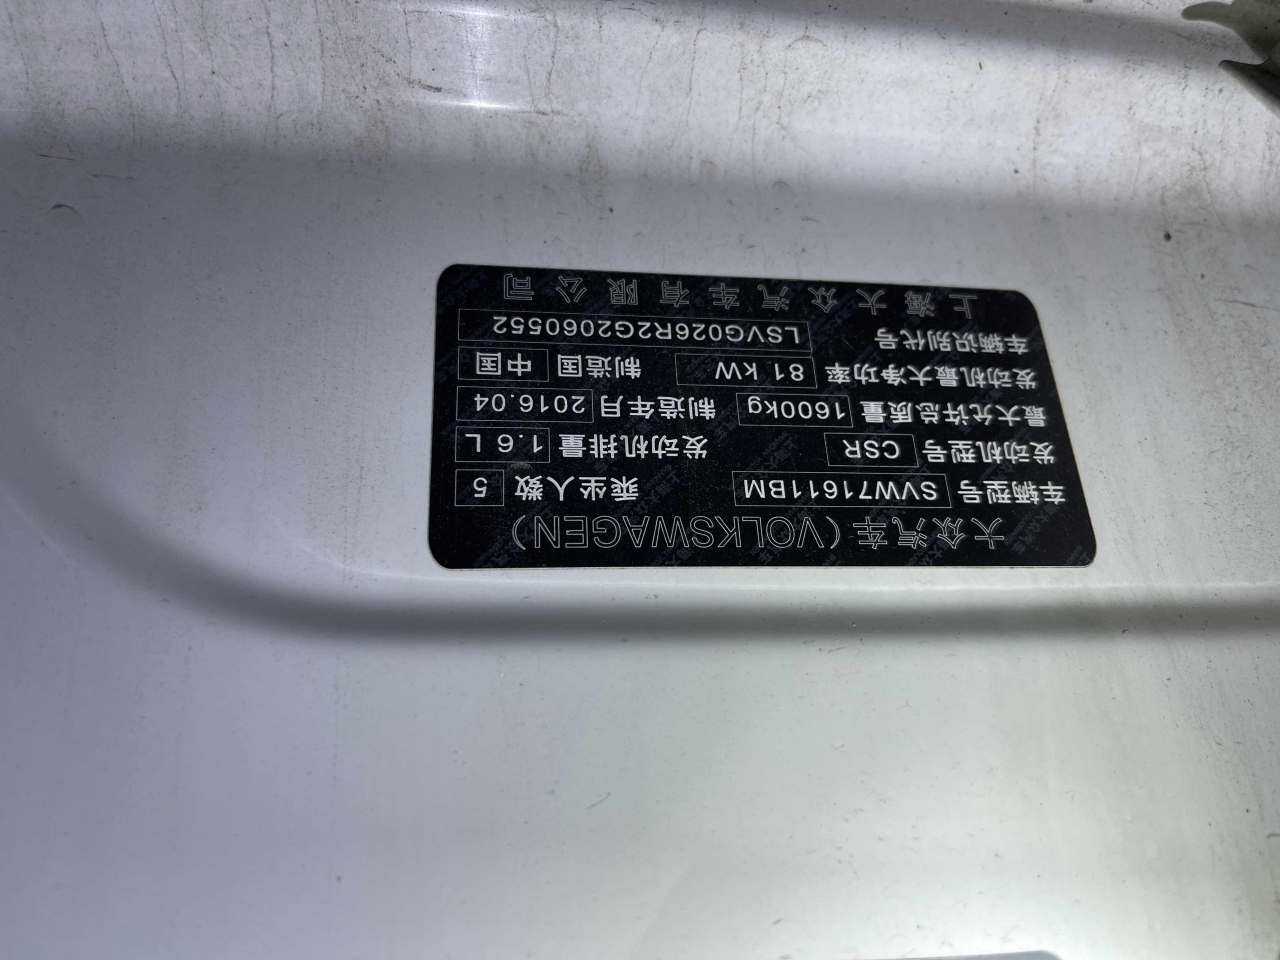 大众汽车(VOLKSWAGEN)
车辆型号 SVW71611BM 乘坐人数 5
发动机型号 CSR 发动机排量 1.6 L
最大允许总质量 1600kg 制造年月 2016.04
发动机最大净功率 81 kW 制造国 中国
车辆识别代号 LSVG026R2G2060552
上海大众汽车有限公司